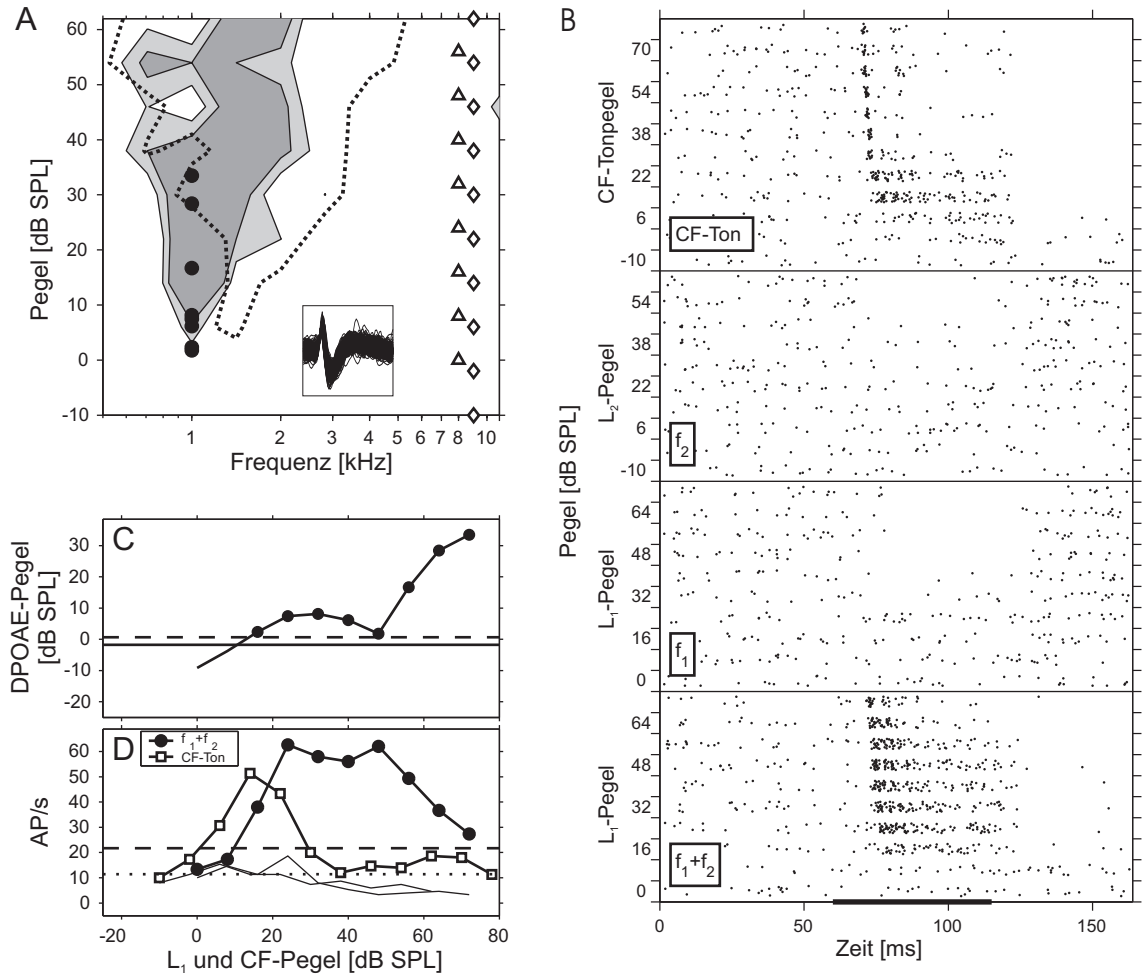 A
Pegel [dB SPL]
60
50
40
30
20
10
0
-10
1
2
3
4
5
6
7
8
10
Frequenz [kHz]
B
Pegel [dB SPL]
CF-Tonpegel
70
54
38
22
6
-10
CF-Ton
L2-Pegel
54
38
22
6
-10
f2
L1-Pegel
64
48
32
16
0
f1
L1-Pegel
64
48
32
16
0
f1+f2
0
50
100
150
Zeit [ms]
C
DPOAE-Pegel
[dB SPL]
30
20
10
0
-10
-20
D
f1+f2
CF-Ton
AP/s
60
50
40
30
20
10
0
-20
0
20
40
60
80
L1 und CF-Pegel [dB SPL]